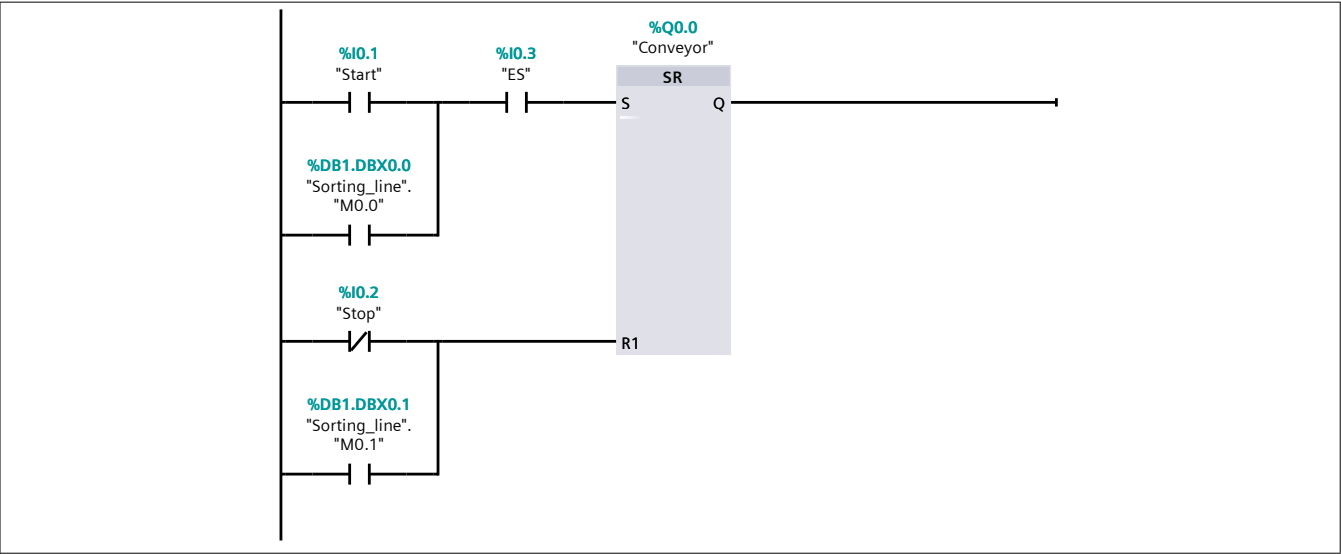 %Q0.0
"Conveyor"
%I0.1
"Start"
%I0.3
"ES"
SR
S
Q
%DB1.DBX0.0
"Sorting_line".
"M0.0"
%I0.2
"Stop"
R1
%DB1.DBX0.1
"Sorting_line".
"M0.1"